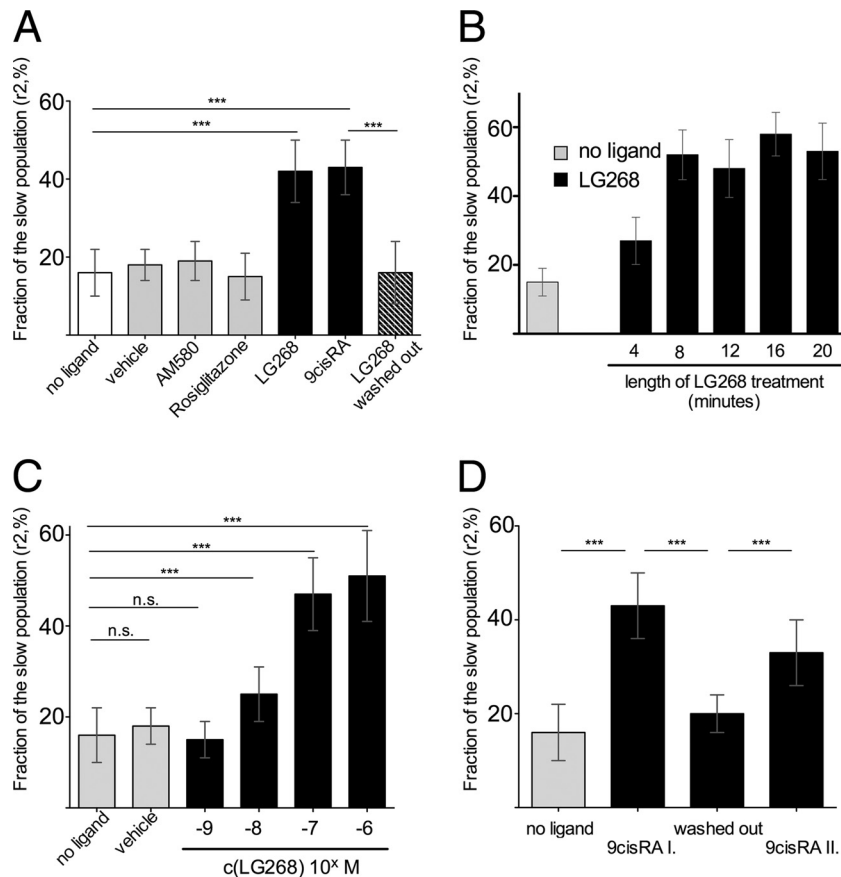 A
Fraction of the slow population (r2,%)
60
40
20
***
***
***
no ligand
vehicle
AM580
Rosiglitazone
LG268
9cisRA
LG268
washed out
B
Fraction of the slow population (r2,%)
60
40
20
no ligand
LG268
4 8 12 16 20
length of LG268 treatment
(minutes)
C
Fraction of the slow population (r2,%)
60
40
20
***
***
***
n.s.
n.s.
no ligand
vehicle
-9 -8 -7 -6
c(LG268) 10ˣ M
D
Fraction of the slow population (r2,%)
60
40
20
*** *** ***
no ligand washed out
9cisRA I. 9cisRA II.